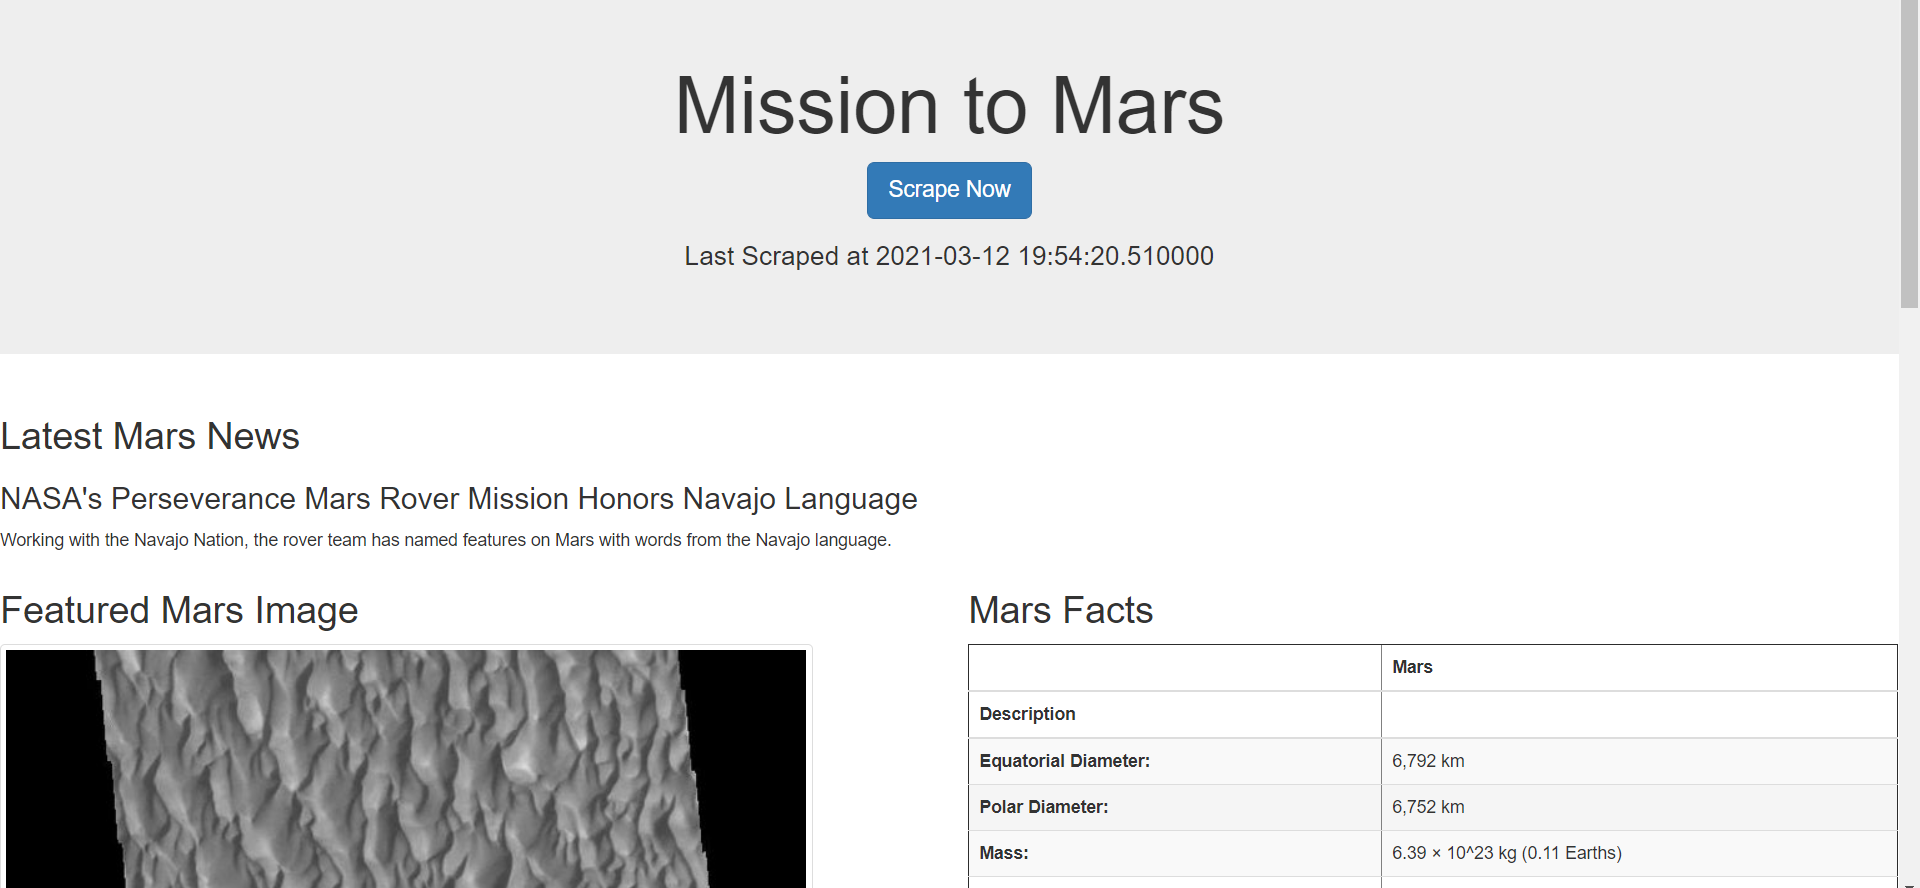 Mission to Mars
Scrape Now
Last Scraped at 2021-03-12 19:54:20.510000
Latest Mars News
NASA's Perseverance Mars Rover Mission Honors Navajo Language
Working with the Navajo Nation, the rover team has named features on Mars with words from the Navajo language.
Featured Mars Image
Mars Facts
Mars
Description
Equatorial Diameter: 6,792 km
Polar Diameter: 6,752 km
Mass: 6.39 × 10^23 kg (0.11 Earths)